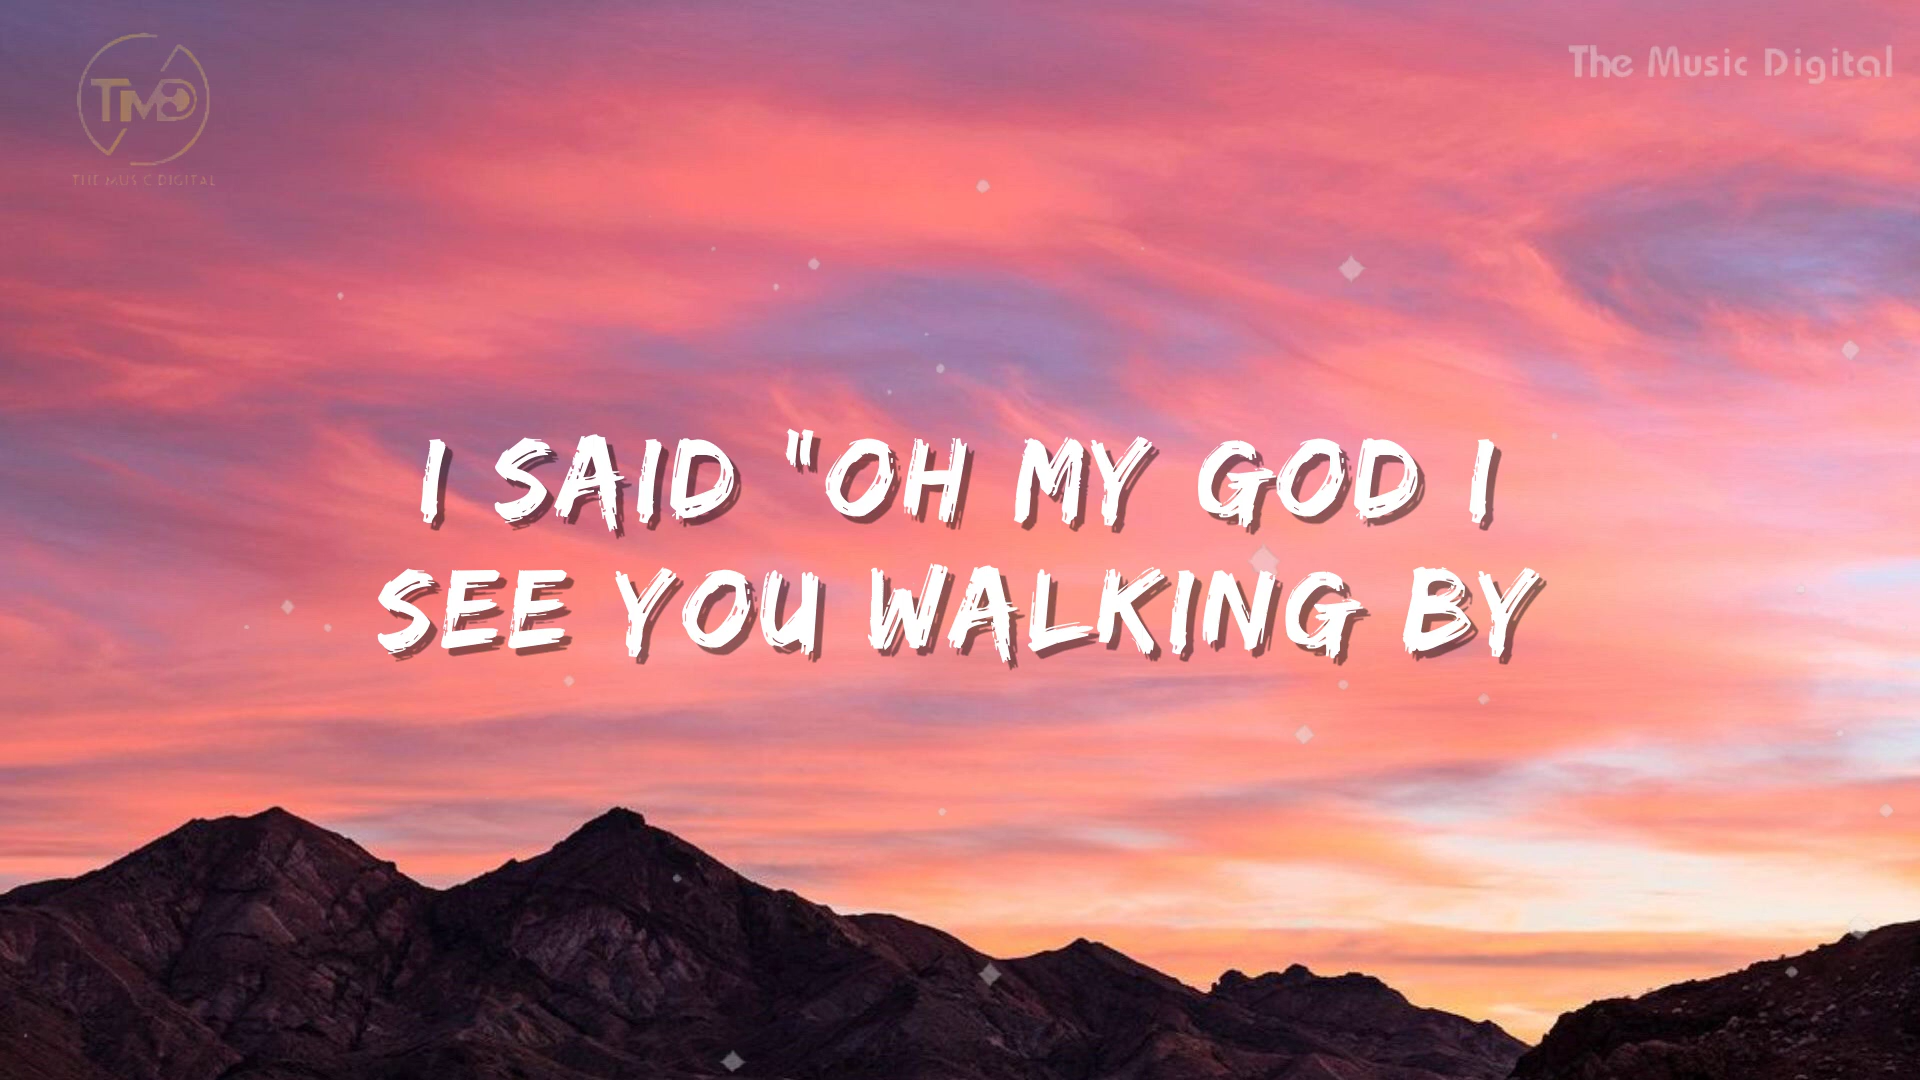 TMD
THE MUSIC DIGITAL
The Music Digital
I SAID "OH MY GOD I
SEE YOU WALKING BY